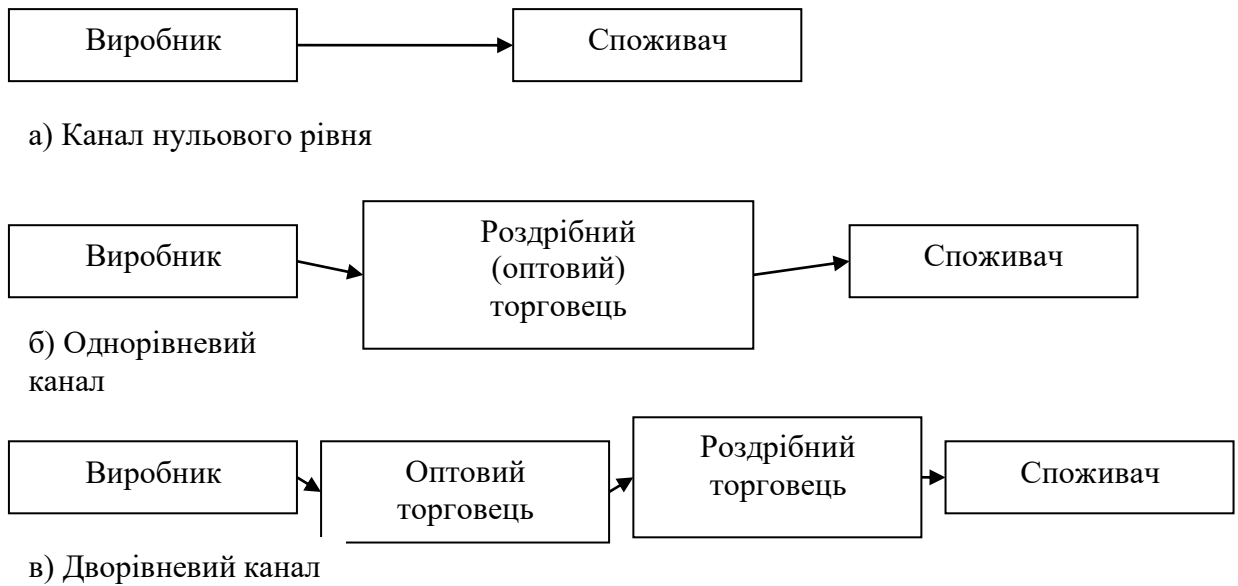 Виробник
Споживач
а) Канал нульового рівня
Виробник
Роздрібний
(оптовий)
торговець
Споживач
б) Однорівневий
канал
Виробник
Оптовий
торговець
Роздрібний
торговець
Споживач
в) Дворівневий канал